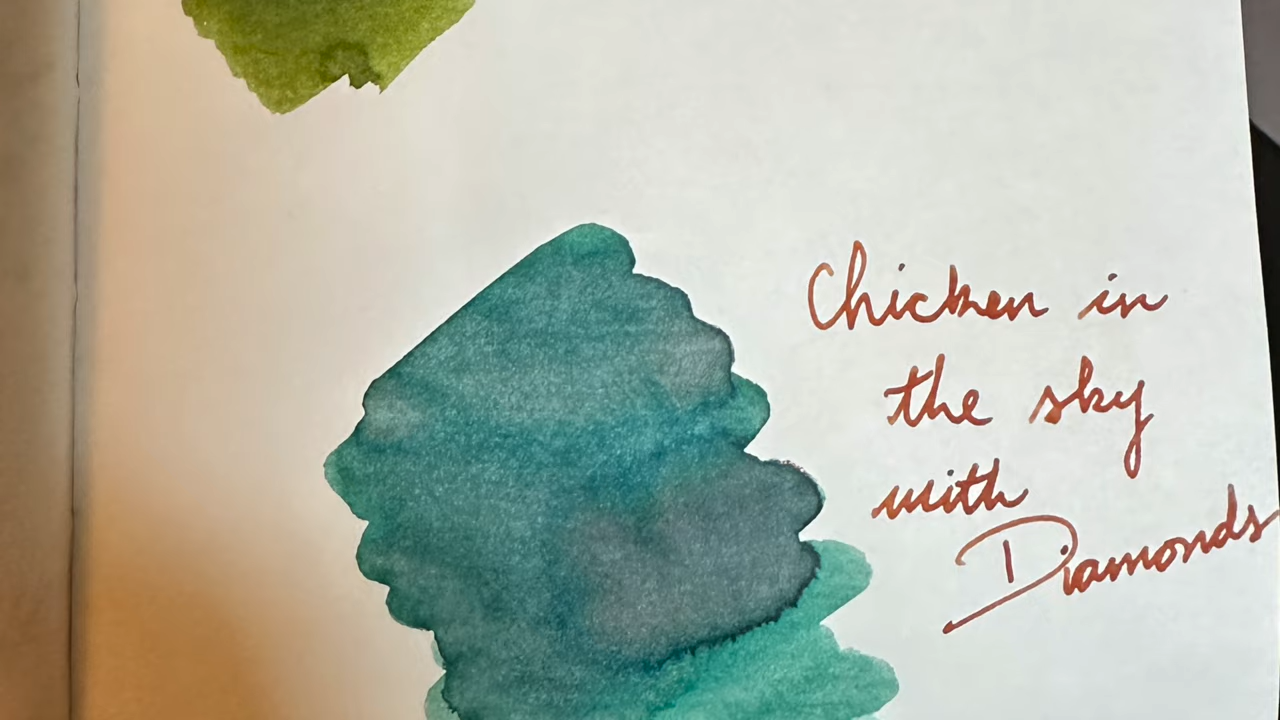 Chicken in
the sky
with
Diamonds